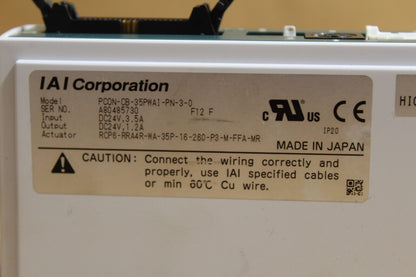 IAI Corporation
Model PCON-CB-35PWAI-PN-3-0
SER NO. A80485730 F12 F
Input DC24V,3.5A
Output DC24V,1.2A
Actuator RCP6-RRA4R-WA-35P-16-260-P3-M-FFA-MR
c UL US CE
IP20
MADE IN JAPAN
CAUTION: Connect the wiring correctly and
properly, use IAI specified cables
or min 60°C Cu wire.